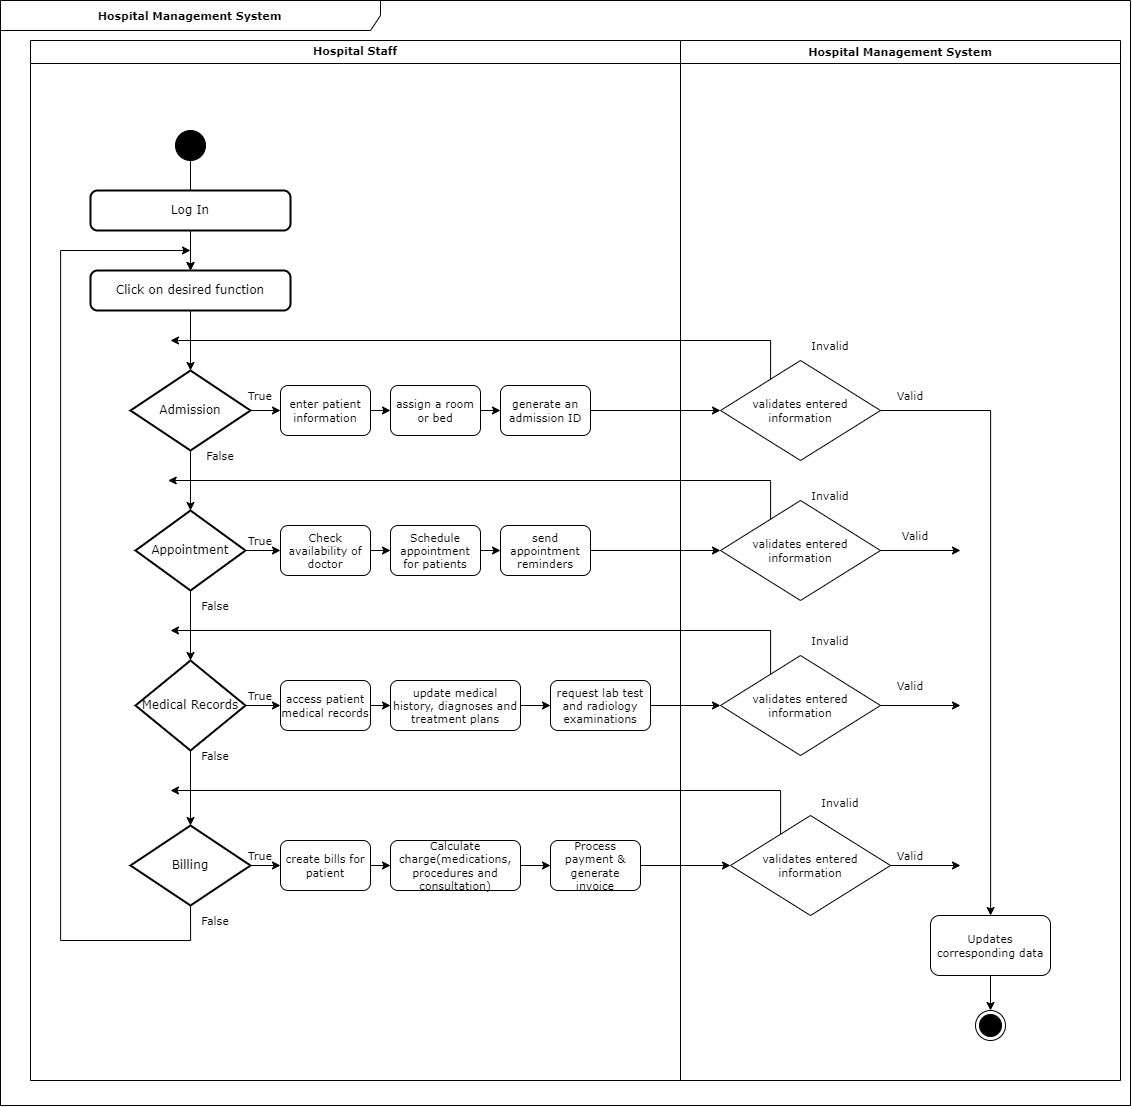 Hospital Management System
Hospital Staff
Hospital Management System
Log In
Click on desired function
Invalid
Admission
True
enter patient
information
assign a room
or bed
generate an
admission ID
validates entered
information
Valid
False
Invalid
Appointment
True
Check
availability of
doctor
Schedule
appointment
for patients
send
appointment
reminders
validates entered
information
Valid
False
Invalid
Medical Records
True
access patient
medical records
update medical
history, diagnoses and
treatment plans
request lab test
and radiology
examinations
validates entered
information
Valid
False
Invalid
Billing
True
create bills for
patient
Calculate
charge(medications,
procedures and
consultation)
Process
payment &
generate
invoice
validates entered
information
Valid
False
Updates
corresponding data